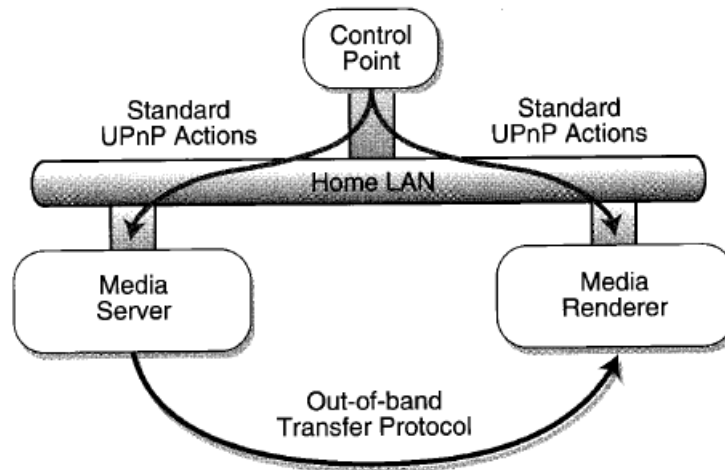 Control
Point
Standard
UPnP Actions
Standard
UPnP Actions
Home LAN
Media
Server
Media
Renderer
Out-of-band
Transfer Protocol